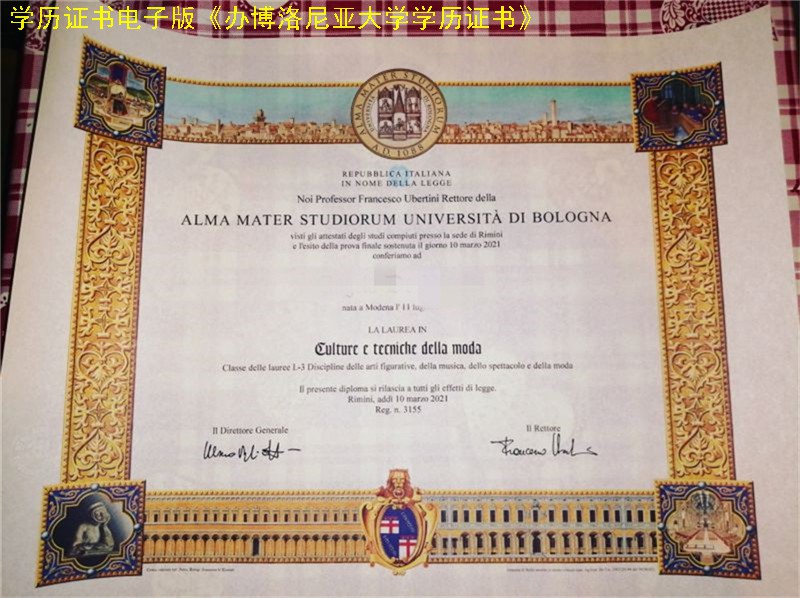 学历证书电子版《办博洛尼亚大学学历证书》
ALMA MATER STUDIORUM
A.D. 1088
REPUBBLICA ITALIANA
IN NOME DELLA LEGGE
Noi Professor Francesco Ubertini Rettore della
ALMA MATER STUDIORUM UNIVERSITÀ DI BOLOGNA
visti gli attestati degli studi compiuti presso la sede di Rimini
e l'esito della prova finale sostenuta il giorno 10 marzo 2021
conferiamo ad
nata a Modena l' 11
LA LAUREA IN
Culture e tecniche della moda
Classe delle lauree L-3 Discipline delle arti figurative, della musica, dello spettacolo e della moda
Il presente diploma si rilascia a tutti gli effetti di legge.
Rimini, addì 10 marzo 2021
Reg. n. 3155
Il Direttore Generale
Il Rettore